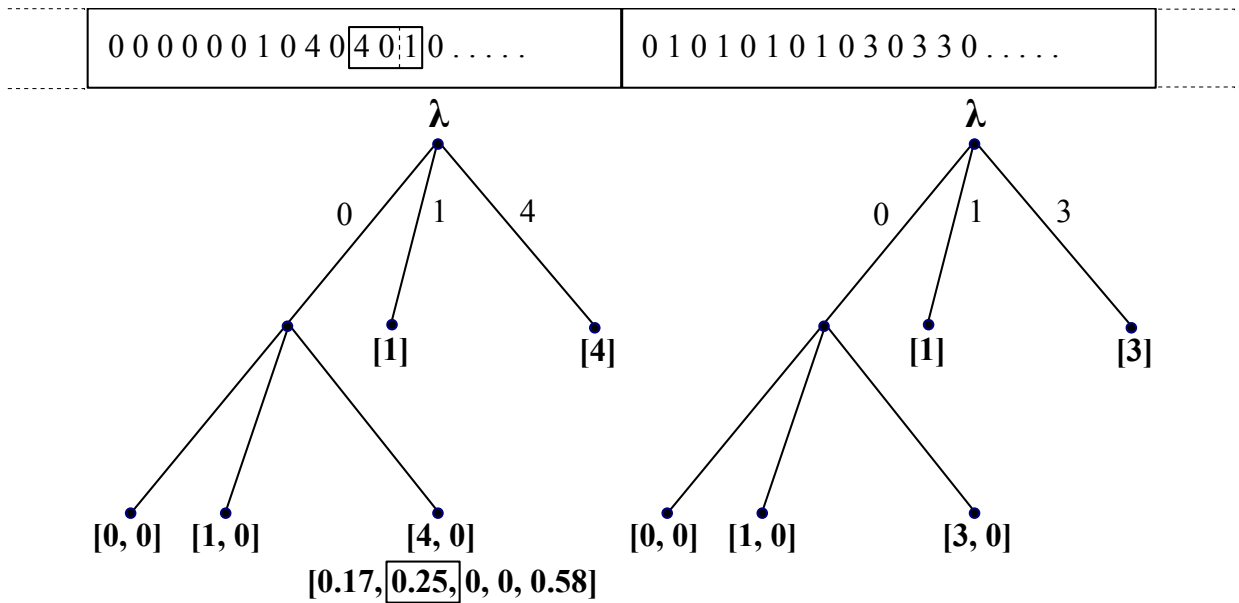 0 0 0 0 0 0 1 0 4 0 4 0 1 0 . . . . .
0 1 0 1 0 1 0 1 0 3 0 3 3 0 . . . . .
λ λ
0 1 4 0 1 3
[1] [4] [1] [3]
[0, 0] [1, 0] [4, 0] [0, 0] [1, 0] [3, 0]
[0.17, 0.25, 0, 0, 0.58]